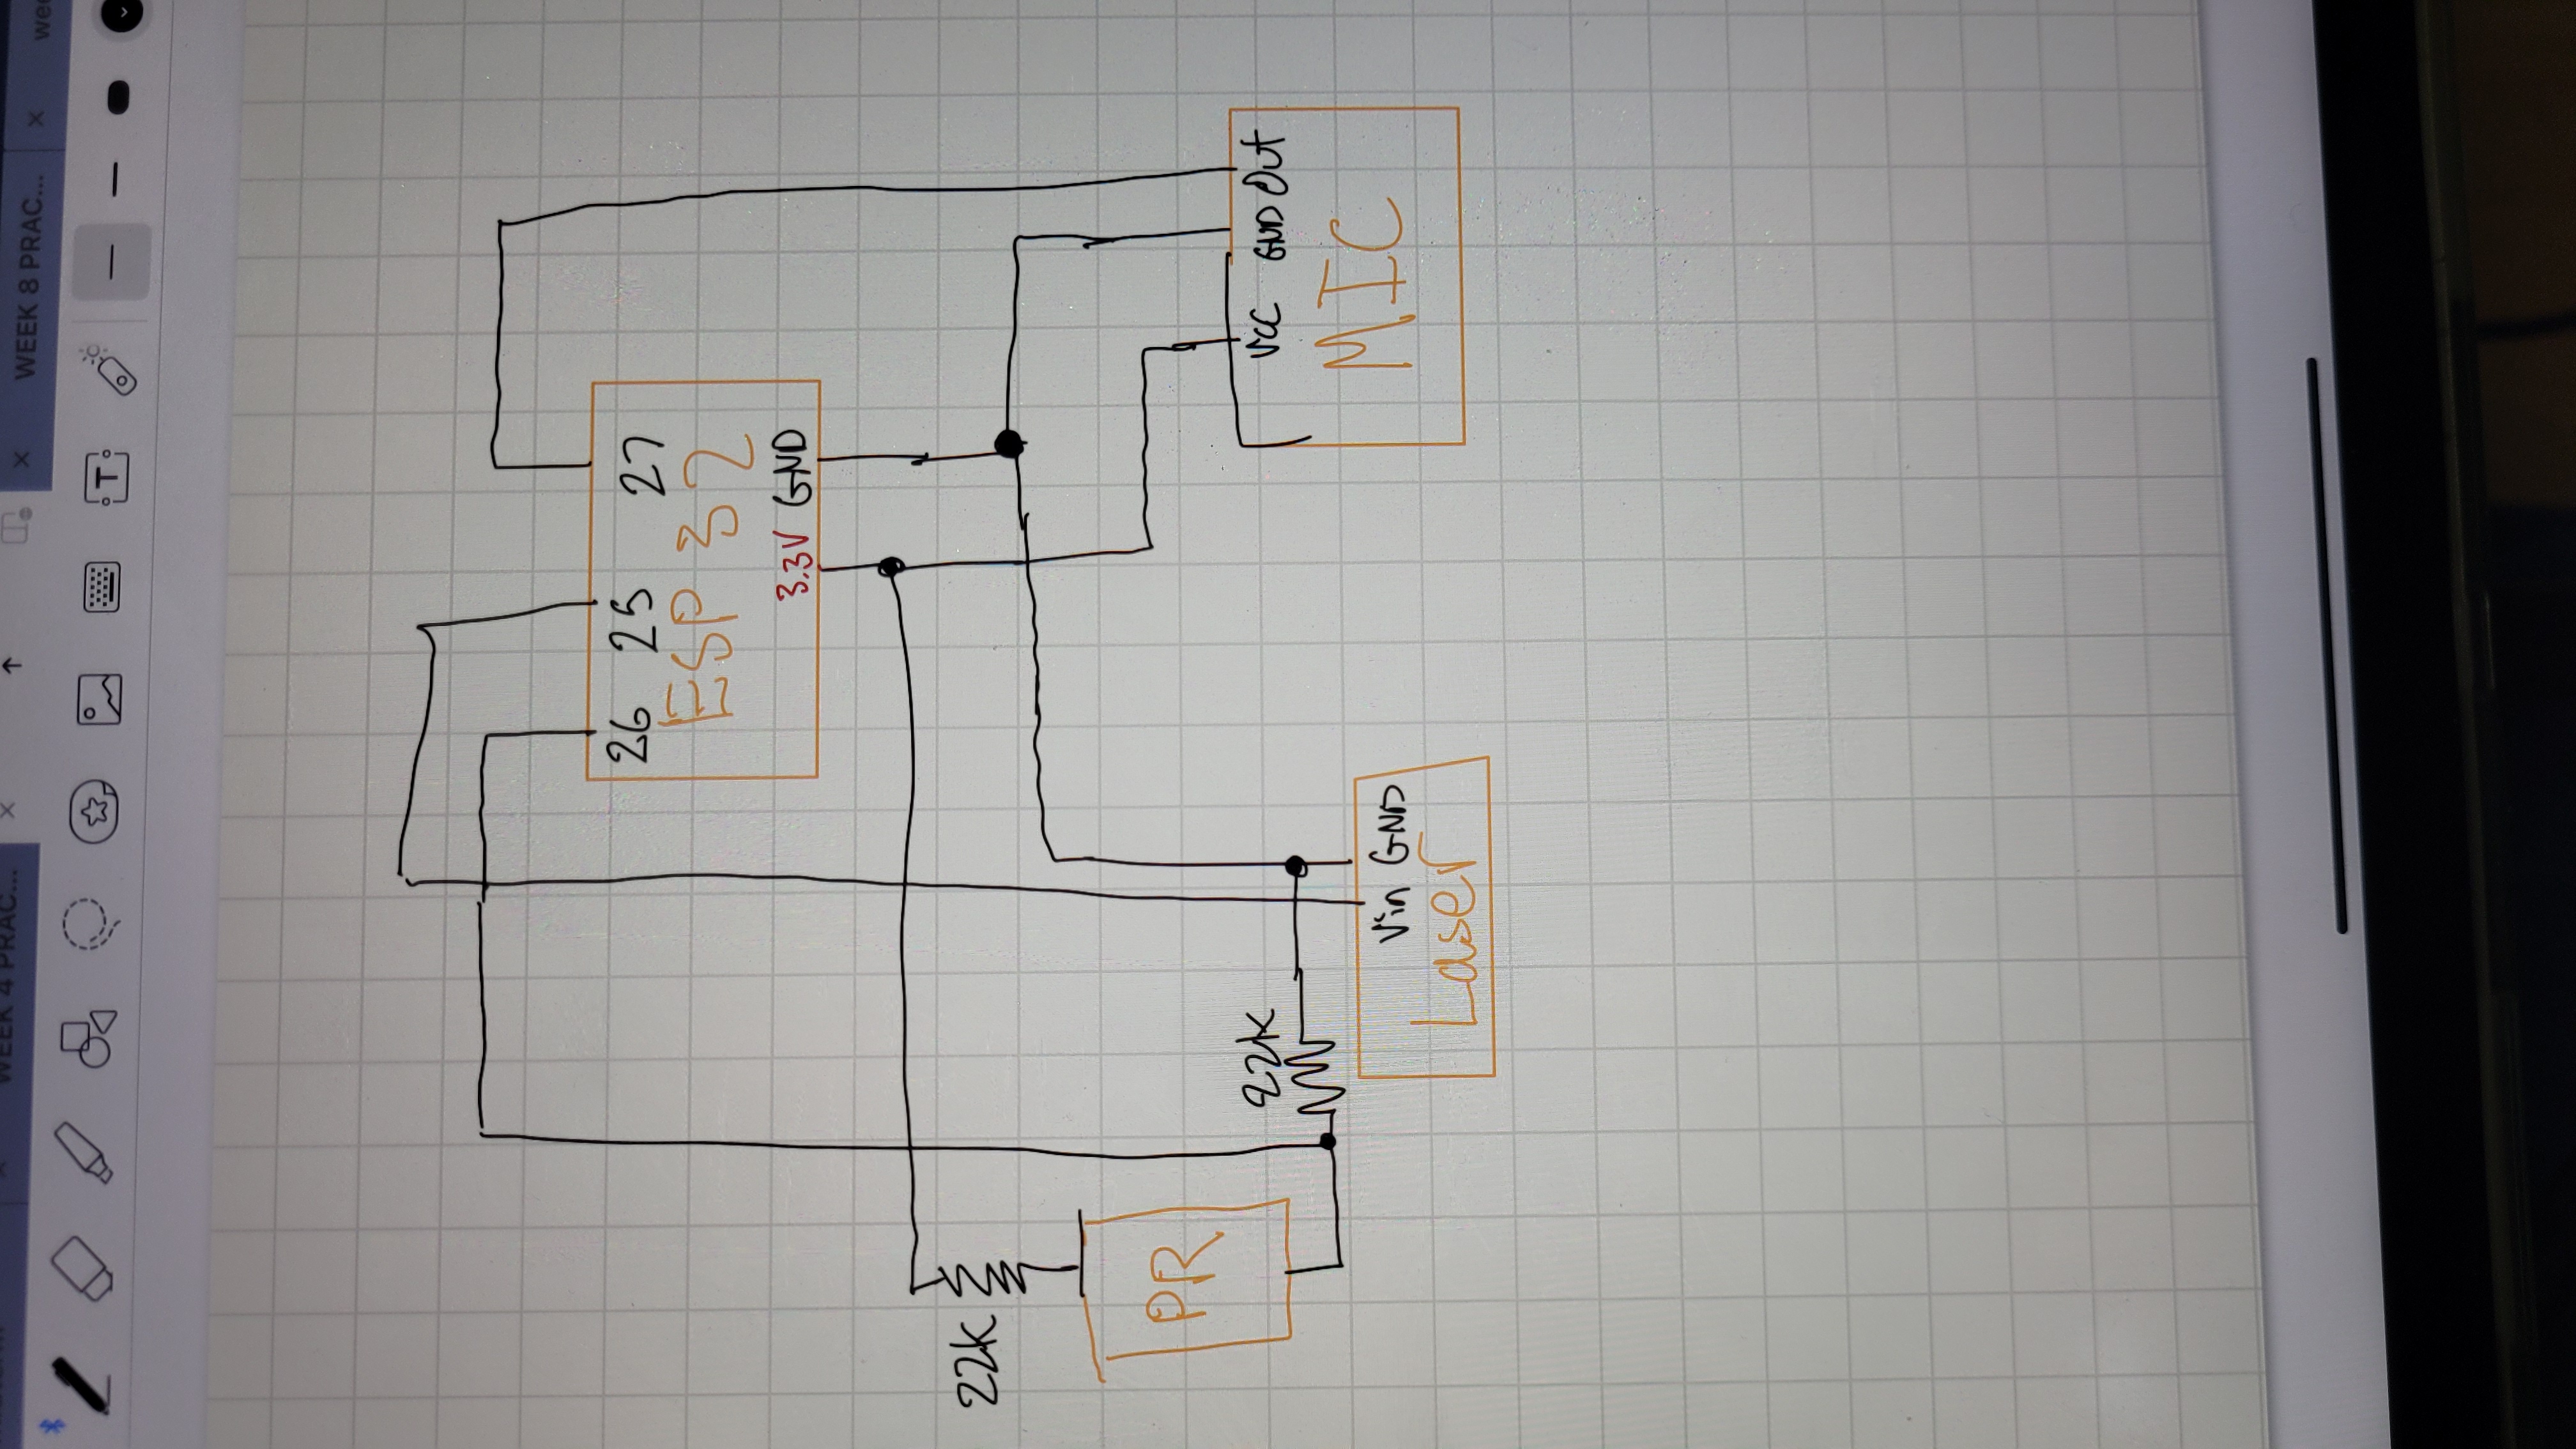 WEEK 4 PRAC...
WEEK 8 PRAC...
T
26 25 27
ESP 32
3.3V GND
22K
PR
22K
Vin GND
Laser
VCC GND Out
MIC